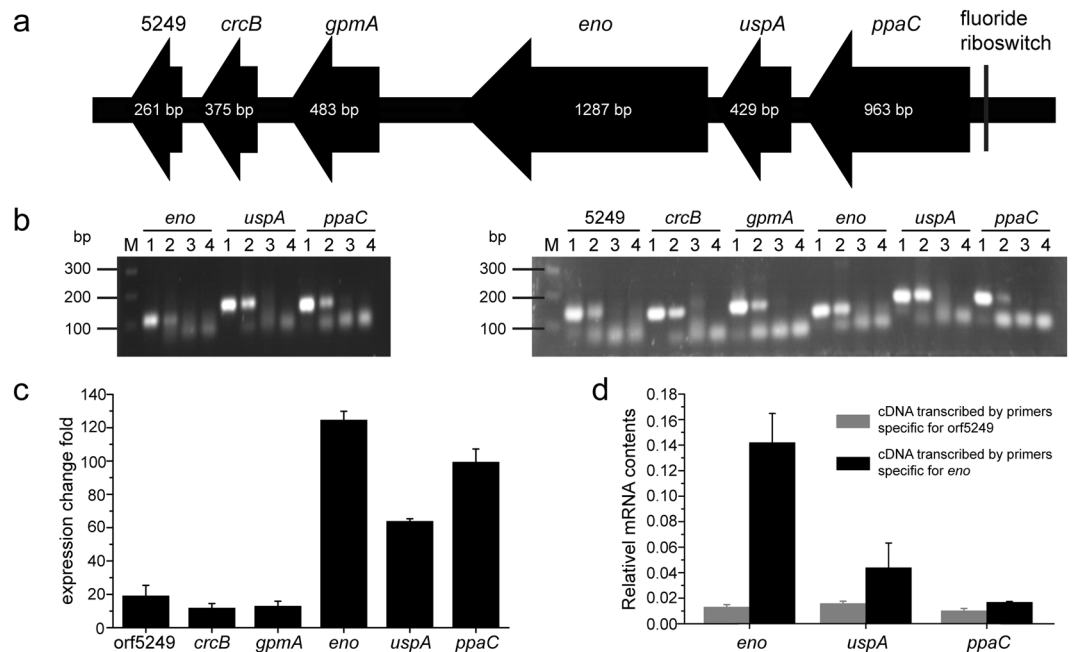 a
5249 crcB gpmA eno uspA ppaC fluoride
riboswitch
261 bp 375 bp 483 bp 1287 bp 429 bp 963 bp
b
eno uspA ppaC
bp M 1 2 3 4 1 2 3 4 1 2 3 4
300
200
100
5249 crcB gpmA eno uspA ppaC
bp M 1 2 3 4 1 2 3 4 1 2 3 4 1 2 3 4 1 2 3 4 1 2 3 4
300
200
100
c
expression change fold
140
120
100
80
60
40
20
0
orf5249 crcB gpmA eno uspA ppaC
d
Relativel mRNA contents
0.18
0.16
0.14
0.12
0.10
0.08
0.06
0.04
0.02
0.00
cDNA transcribed by primers
specific for orf5249
cDNA transcribed by primers
specific for eno
eno uspA ppaC